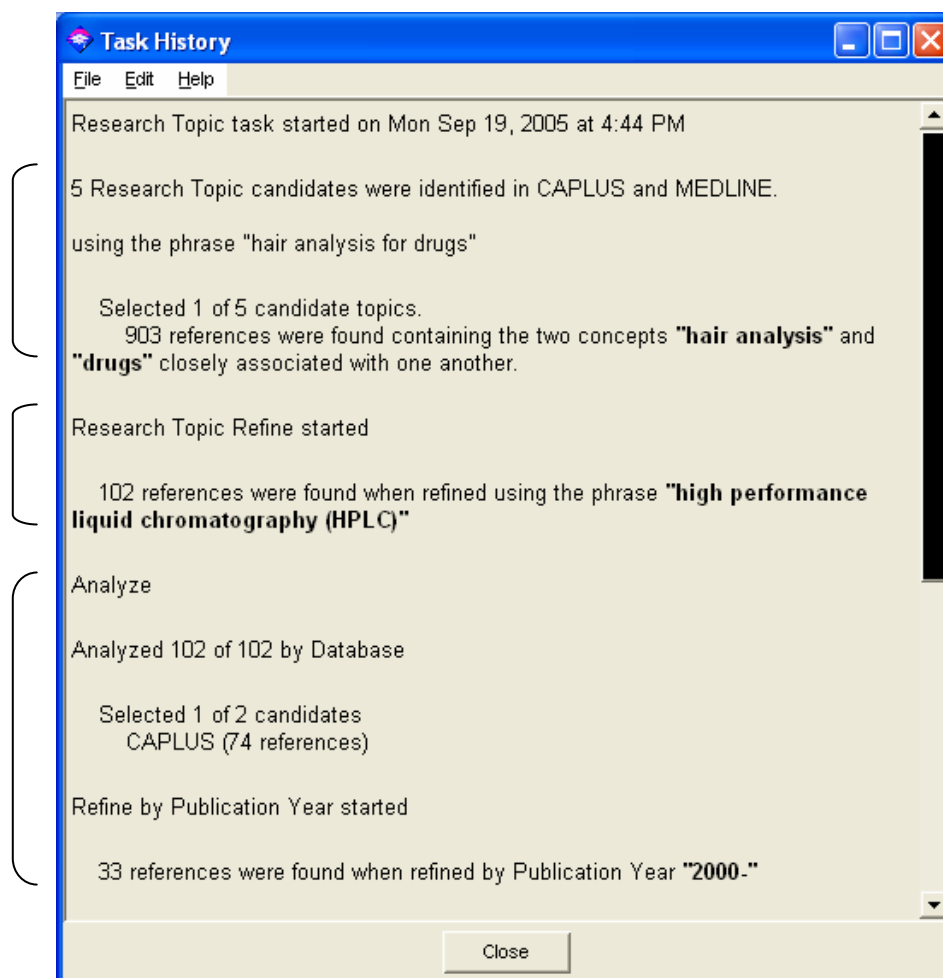 Task History
File Edit Help
Research Topic task started on Mon Sep 19, 2005 at 4:44 PM
5 Research Topic candidates were identified in CAPLUS and MEDLINE.
using the phrase "hair analysis for drugs"
Selected 1 of 5 candidate topics.
903 references were found containing the two concepts "hair analysis" and
"drugs" closely associated with one another.
Research Topic Refine started
102 references were found when refined using the phrase "high performance
liquid chromatography (HPLC)"
Analyze
Analyzed 102 of 102 by Database
Selected 1 of 2 candidates
CAPLUS (74 references)
Refine by Publication Year started
33 references were found when refined by Publication Year "2000-"
Close